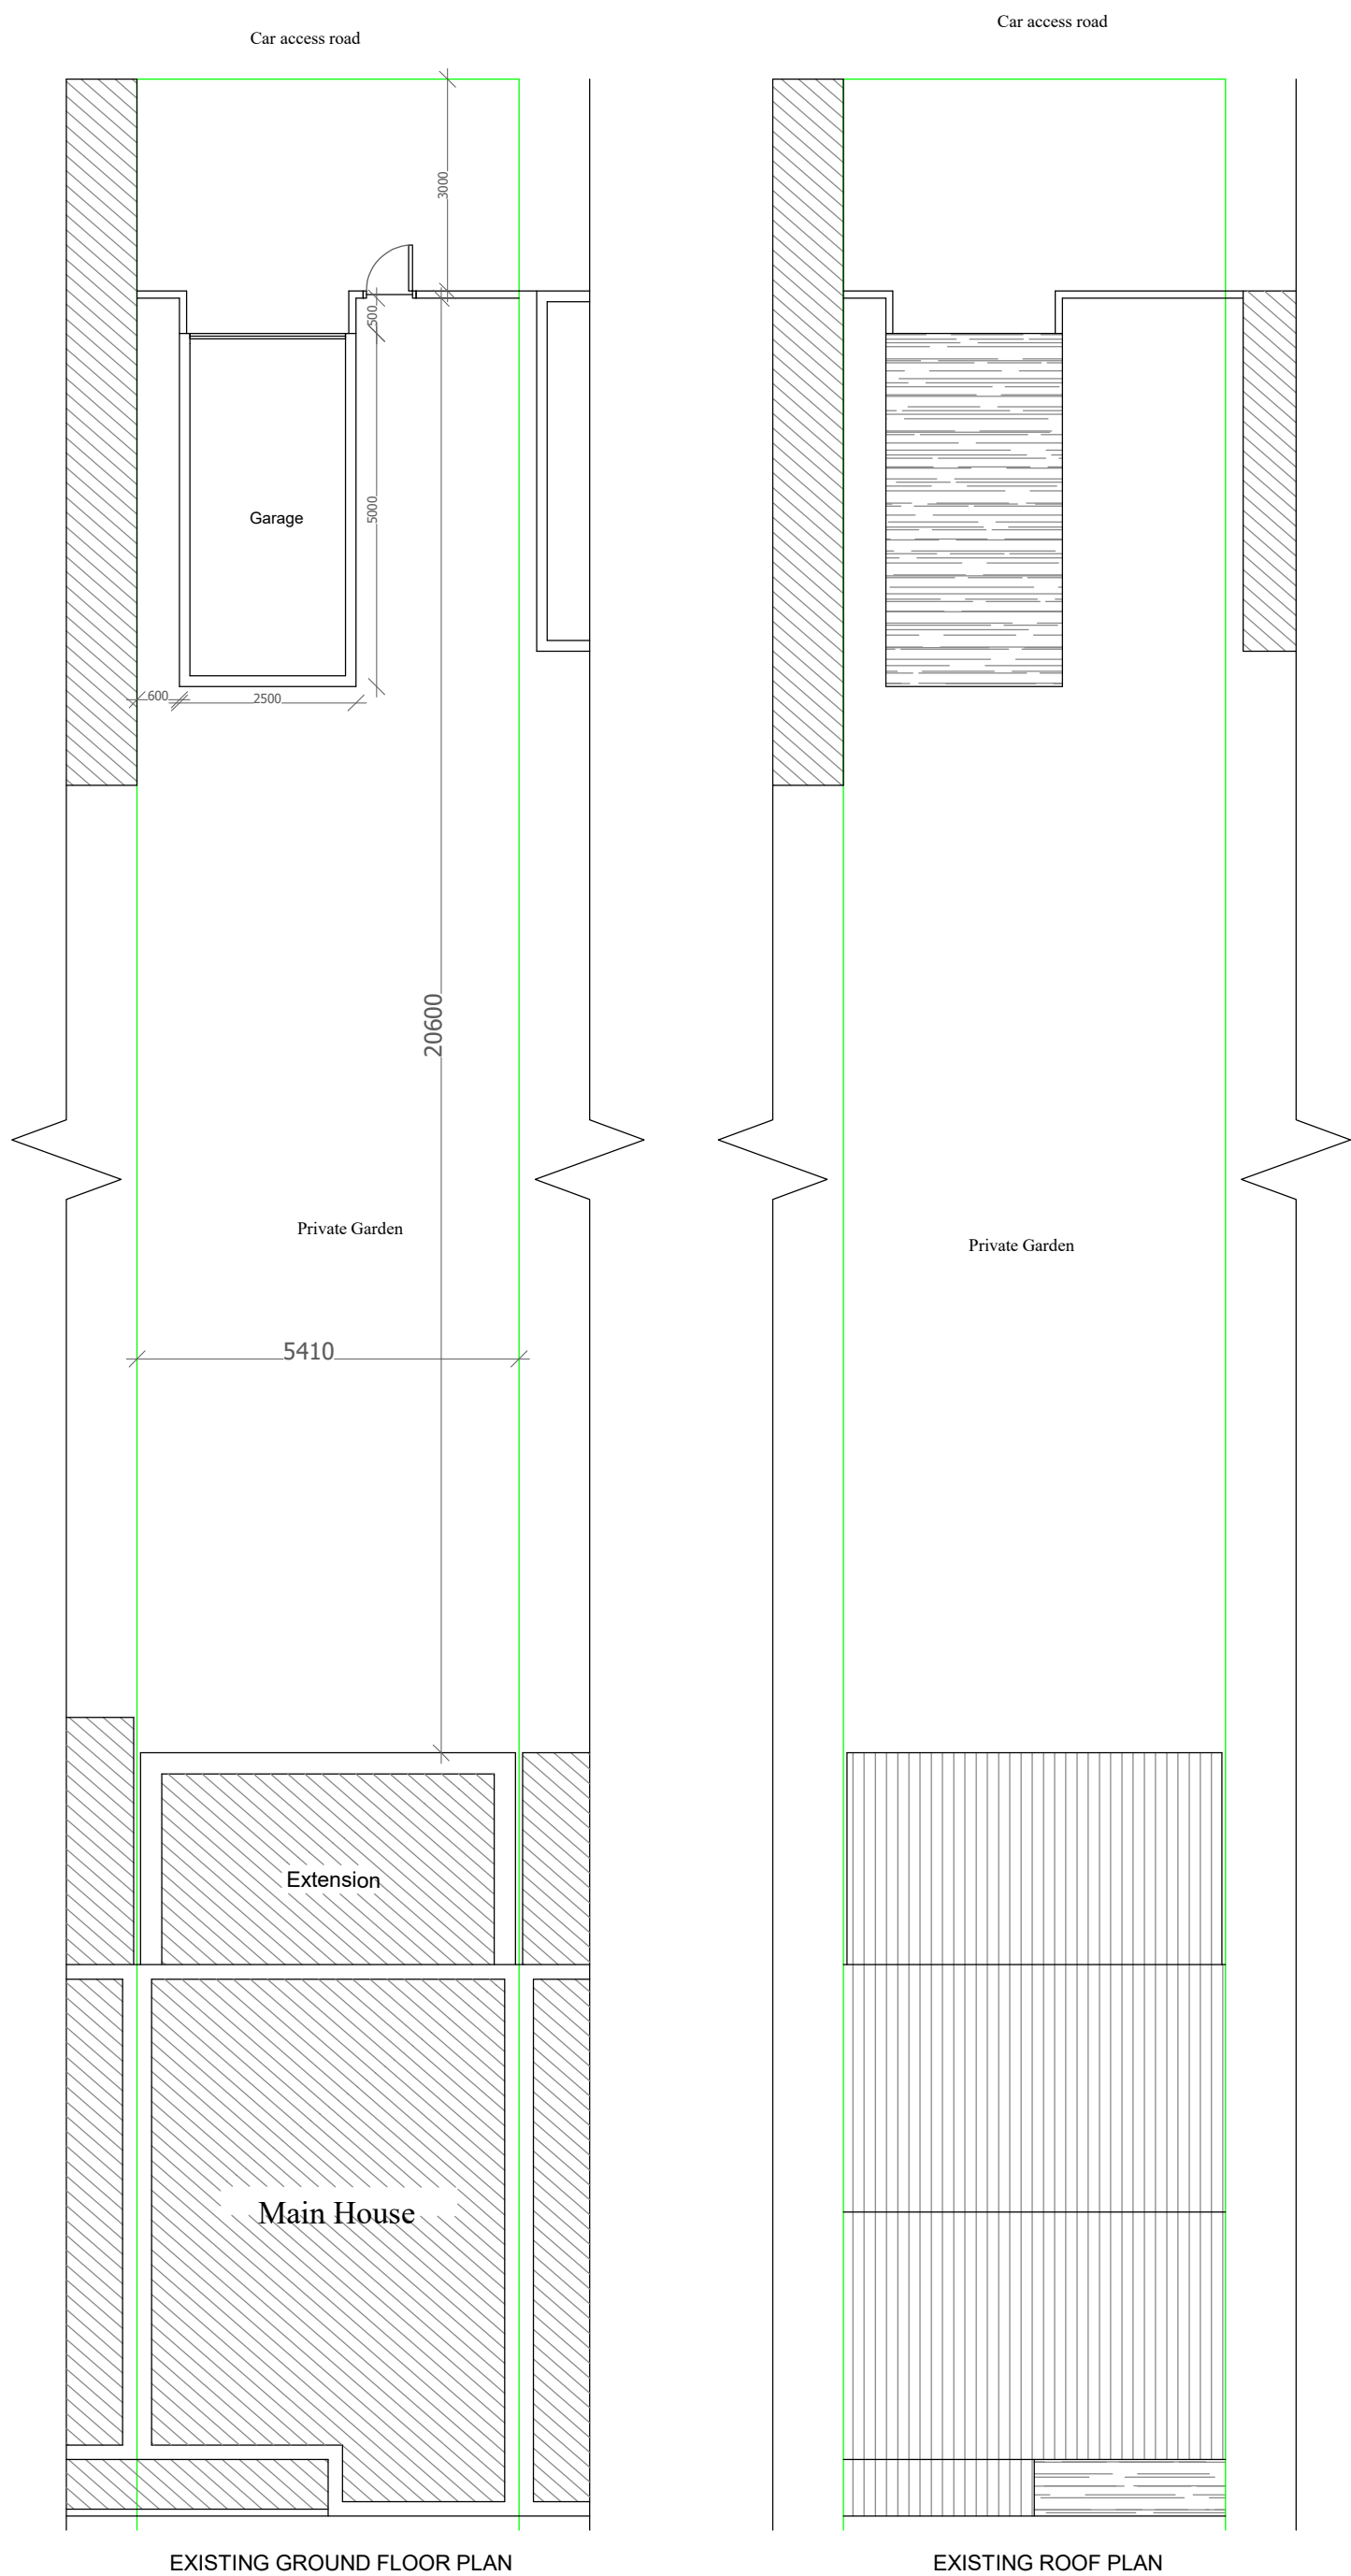 Car access road
Car access road
3000
500
Garage
5000
600
2500
20600
Private Garden
Private Garden
5410
Extension
Main House
EXISTING GROUND FLOOR PLAN
EXISTING ROOF PLAN